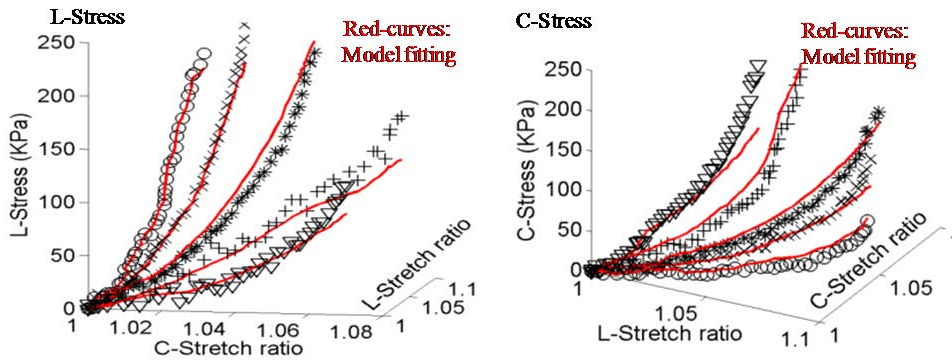 L-Stress
Red-curves:
Model fitting
250
200
150
100
50
0
L-Stress (KPa)
1
1.02
1.04
1.06
1.08
C-Stretch ratio
1
1.05
1.1
L-Stretch ratio
C-Stress
Red-curves:
Model fitting
250
200
150
100
50
0
C-Stress (KPa)
1
1.05
1.1
L-Stretch ratio
1
1.05
C-Stretch ratio